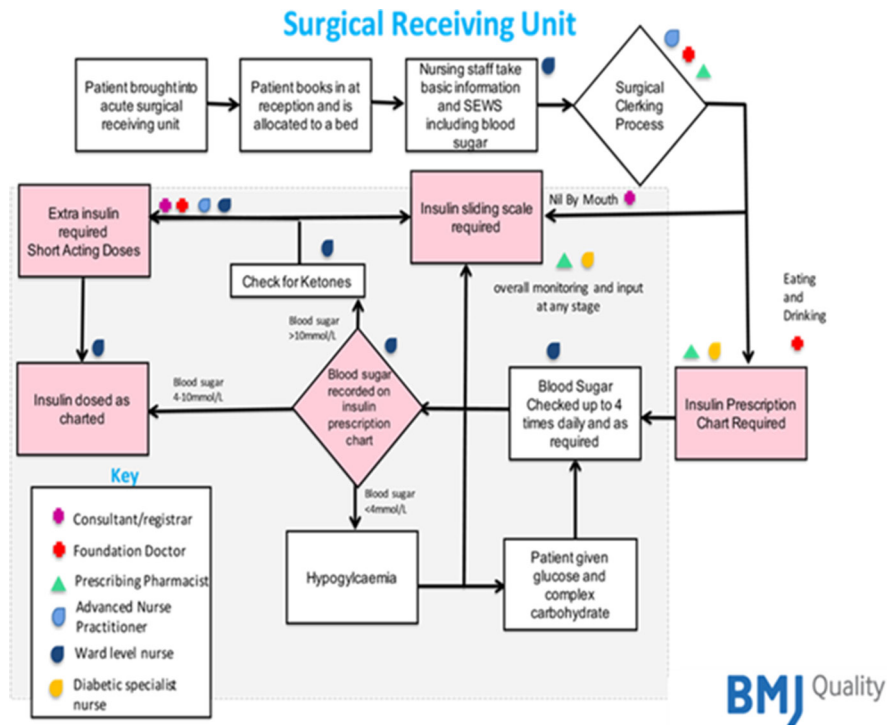 Surgical Receiving Unit
Patient brought into
acute surgical
receiving unit
Patient books in at
reception and is
allocated to a bed
Nursing staff take
basic information
and SEWS
including blood
sugar
Surgical
Clerking
Process
Extra insulin
required
Short Acting Doses
Insulin sliding scale
required
Nil By Mouth
Check for Ketones
overall monitoring and input
at any stage
Eating
and
Drinking
Blood sugar
>10mmol/L
Insulin dosed as
charted
Blood sugar
4-10mmol/L
Blood sugar
recorded on
insulin
prescription
chart
Blood Sugar
Checked up to 4
times daily and as
required
Insulin Prescription
Chart Required
Blood sugar
<4mmol/L
Hypogylcaemia
Patient given
glucose and
complex
carbohydrate
Key
Consultant/registrar
Foundation Doctor
Prescribing Pharmacist
Advanced Nurse
Practitioner
Ward level nurse
Diabetic specialist
nurse
BMJ Quality